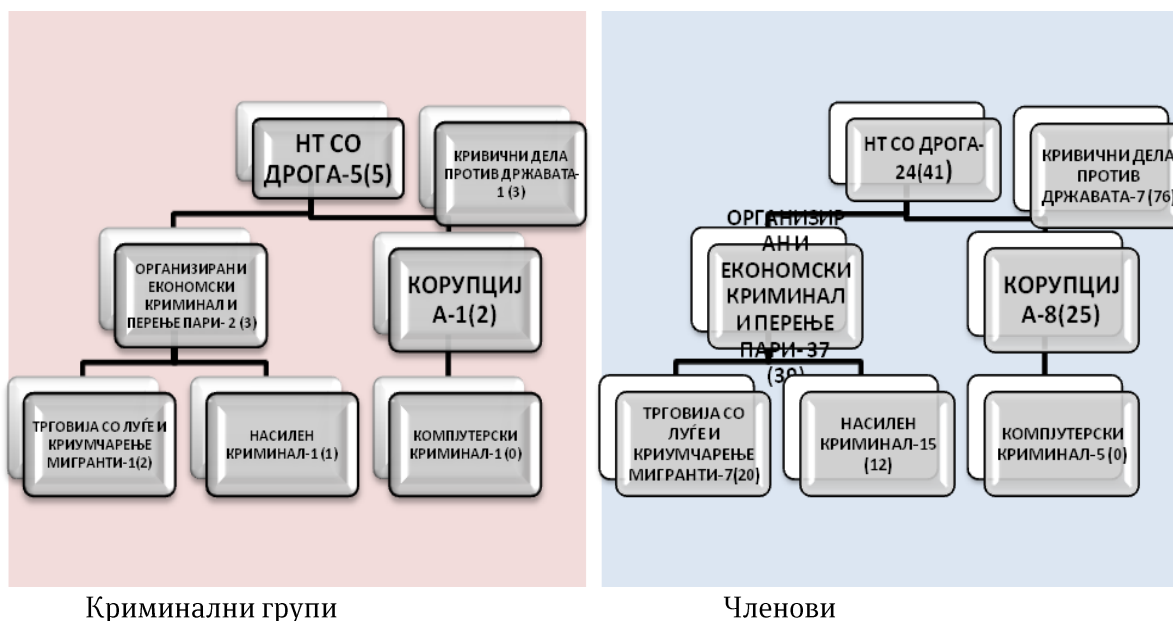 НТ СО
ДРОГА-5(5)
КРИВИЧНИ ДЕЛА
ПРОТИВ ДРЖАВАТА-
1 (3)
ОРГАНИЗИРАН И
ЕКОНОМСКИ
КРИМИНАЛ И
ПЕРЕЊЕ ПАРИ- 2 (3)
КОРУПЦИЈ
А-1(2)
ТРГОВИЈА СО ЛУЃЕ И
КРИУМЧАРЕЊЕ
МИГРАНТИ-1(2)
НАСИЛЕН
КРИМИНАЛ-1 (1)
КОМПЈУТЕРСКИ
КРИМИНАЛ-1 (0)
Криминални групи
НТ СО ДРОГА-
24(41)
КРИВИЧНИ ДЕЛА
ПРОТИВ
ДРЖАВАТА-7 (76)
ОРГАНИЗИР
АН И
ЕКОНОМСКИ
КРИМИНАЛ
И ПЕРЕЊЕ
ПАРИ- 37
КОРУПЦИЈ
А-8(25)
ТРГОВИЈА СО
ЛУЃЕ И
КРИУМЧАРЕЊЕ
МИГРАНТИ-7(20)
НАСИЛЕН
КРИМИНАЛ-15
(12)
КОМПЈУТЕРСКИ
КРИМИНАЛ-5 (0)
Членови